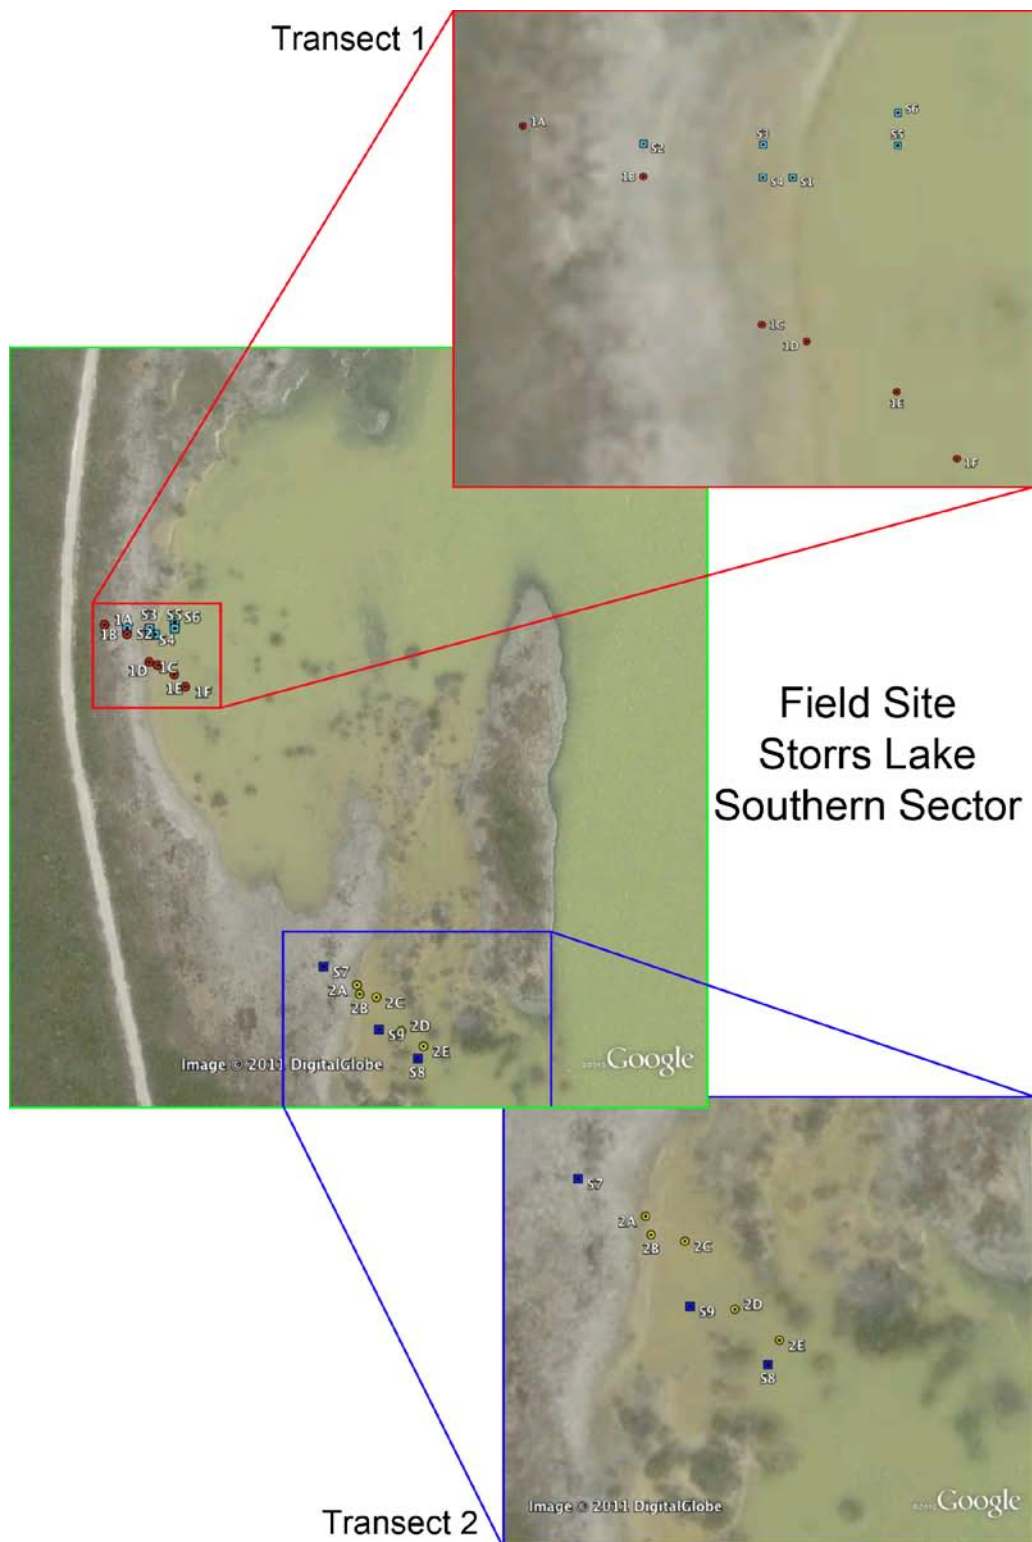 Transect 1
1A
S6
S2
S3
S5
1B
S4
S1
1C
1D
1E
1F
1A
S3
S5
S6
1B
S2
S4
1D
1C
1E
1F
Field Site
Storrs Lake
Southern Sector
S7
2A
2B
2C
S9
2D
2E
S8
Image © 2011 DigitalGlobe
Google
S7
2A
2B
2C
S9
2D
2E
S8
Image © 2011 DigitalGlobe
Google
Transect 2